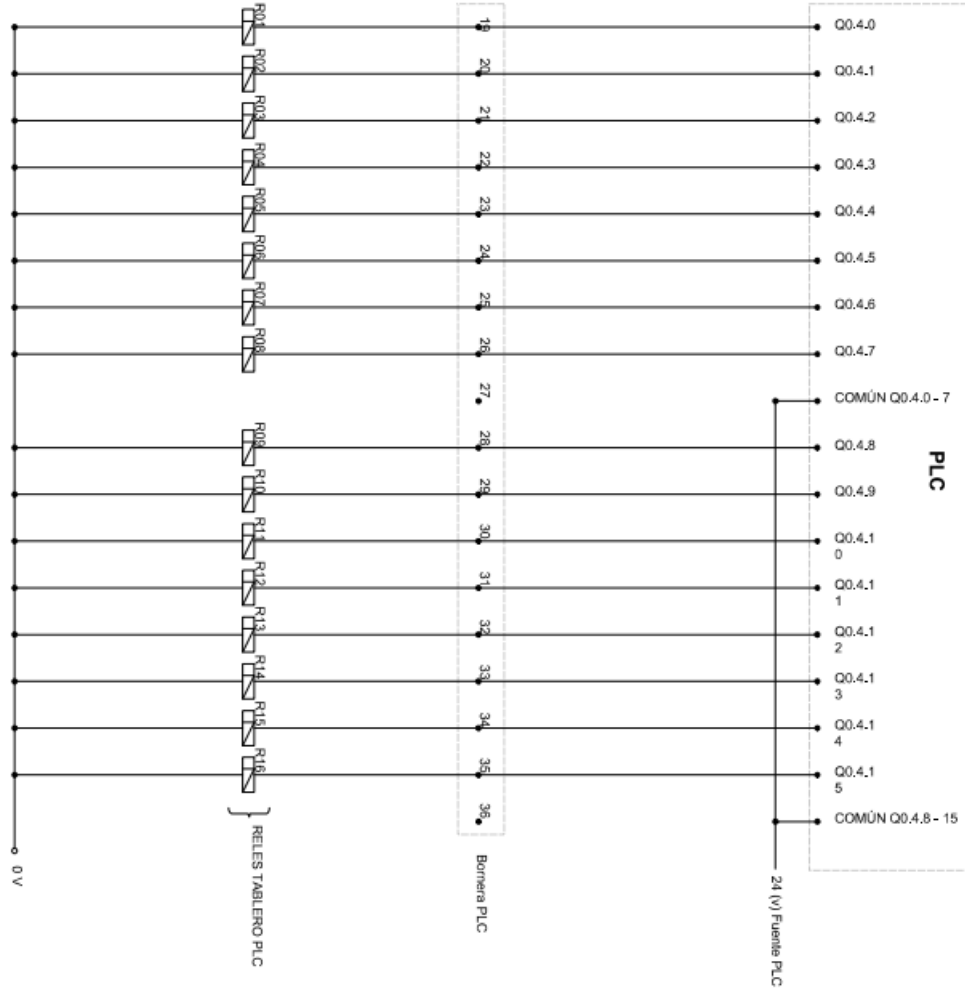 R01
19
Q0.4.0
R02
20
Q0.4.1
R03
21
Q0.4.2
R04
22
Q0.4.3
R05
23
Q0.4.4
R06
24
Q0.4.5
R07
25
Q0.4.6
R08
26
Q0.4.7
27
COMÚN Q0.4.0 - 7
R09
28
Q0.4.8
PLC
R10
29
Q0.4.9
R11
30
Q0.4.1
0
R12
31
Q0.4.1
1
R13
32
Q0.4.1
2
R14
33
Q0.4.1
3
R15
34
Q0.4.1
4
R16
35
Q0.4.1
5
36
COMÚN Q0.4.8 - 15
0 V
RELES TABLERO PLC
Bornera PLC
24 (v) Fuente PLC